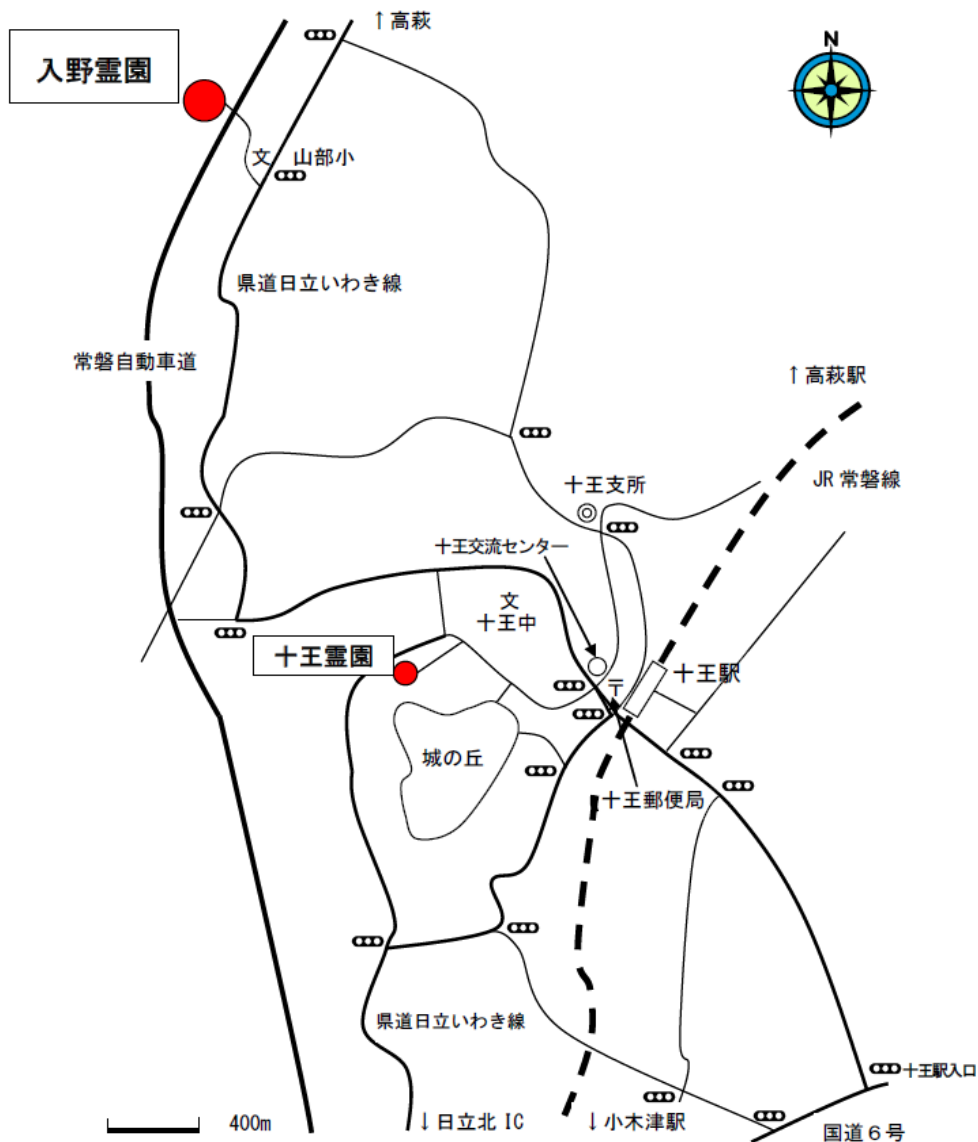 ↑高萩
N
入野霊園
文 山部小
県道日立いわき線
常磐自動車道
↑高萩駅
JR 常磐線
十王支所
十王交流センター
文
十王中
十王霊園
十王駅
〒
城の丘
十王郵便局
県道日立いわき線
十王駅入口
400m
↓日立北 IC
↓小木津駅
国道６号